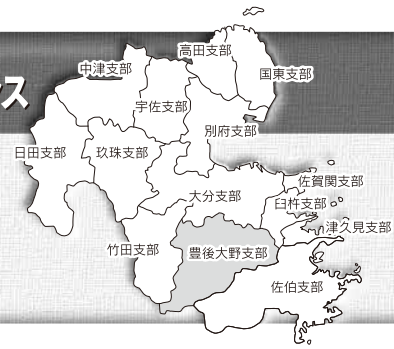 高田支部
中津支部
国東支部
ンス
宇佐支部
別府支部
日田支部
玖珠支部
佐賀関支部
大分支部
臼杵支部
津久見支部
竹田支部
豊後大野支部
佐伯支部